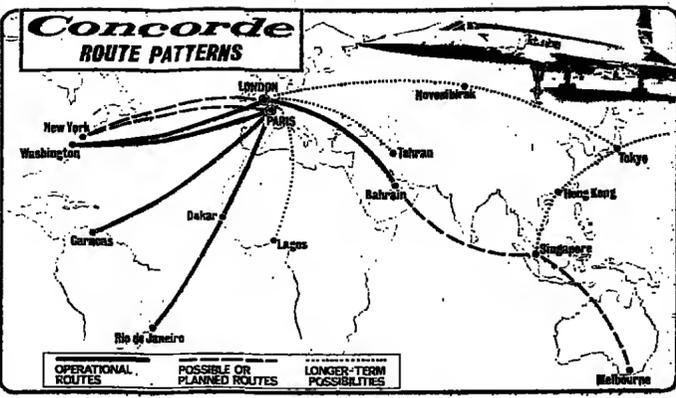 Concorde
ROUTE PATTERNS
LONDON
Novosibirsk
New York
PARIS
Washington
Tehran
Tokyo
Bahrain
Hong Kong
Dakar
Caracas
Lagos
Singapore
Rio de Janeiro
OPERATIONAL ROUTES
POSSIBLE OR PLANNED ROUTES
LONGER-TERM POSSIBILITIES
Melbourne